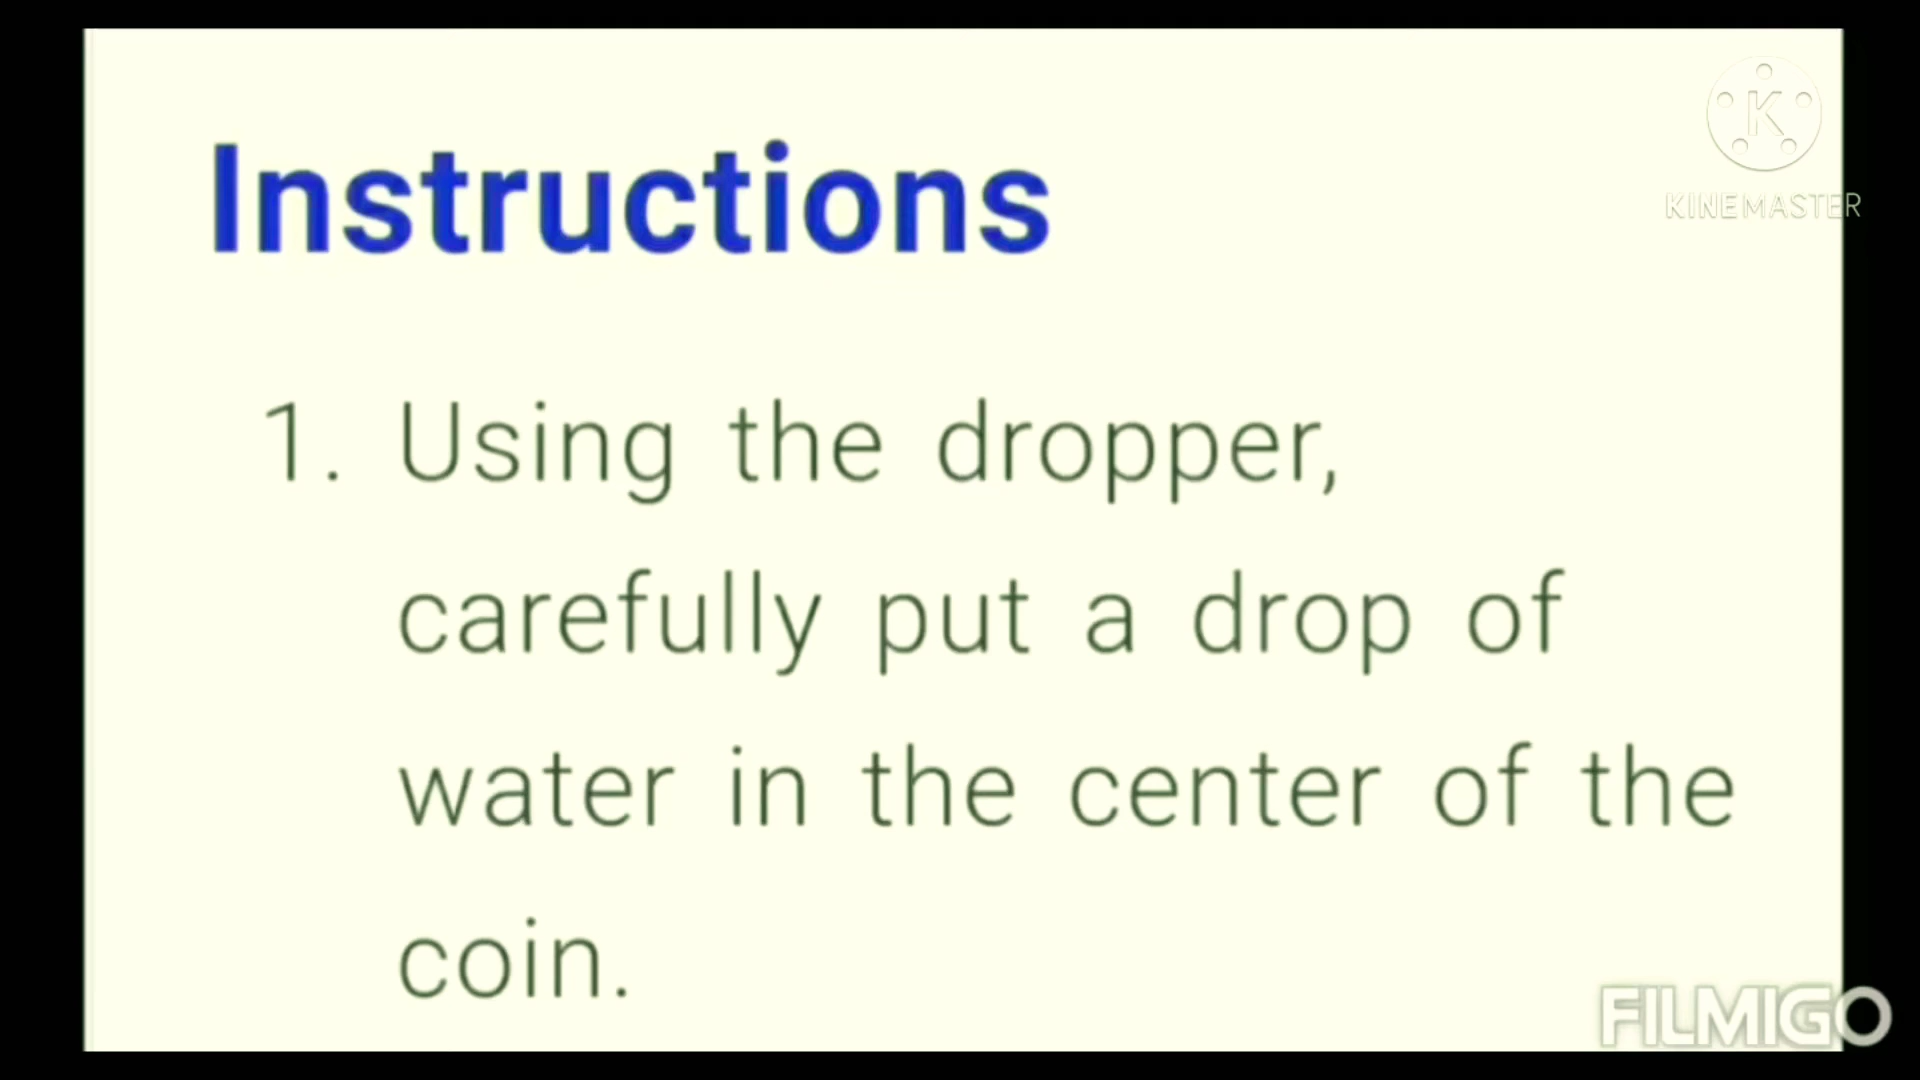 Instructions
KINEMASTER
1. Using the dropper,
carefully put a drop of
water in the center of the
coin.
FILMIGO